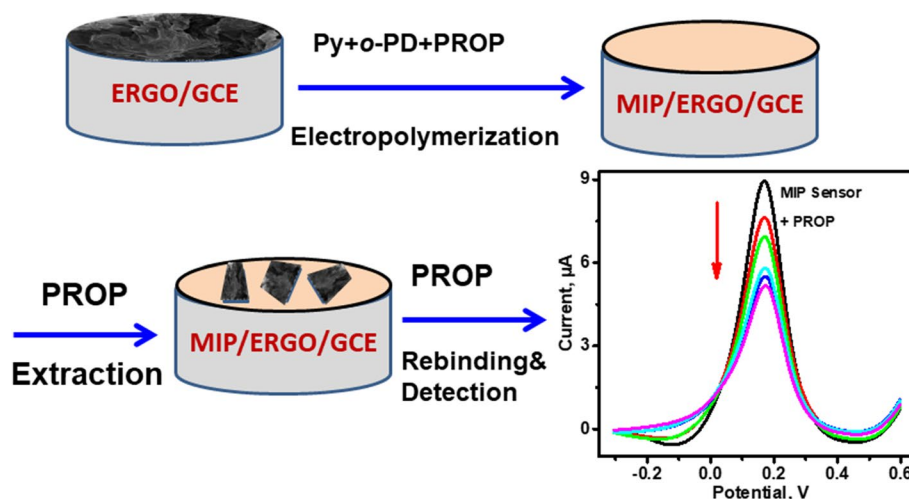 Py+o-PD+PROP
ERGO/GCE
Electropolymerization
MIP/ERGO/GCE
PROP
Extraction
MIP/ERGO/GCE
PROP
Rebinding&
Detection
Current, µA
9
6
3
0
MIP Sensor
+ PROP
-0.2
0.0
0.2
0.4
0.6
Potential, V